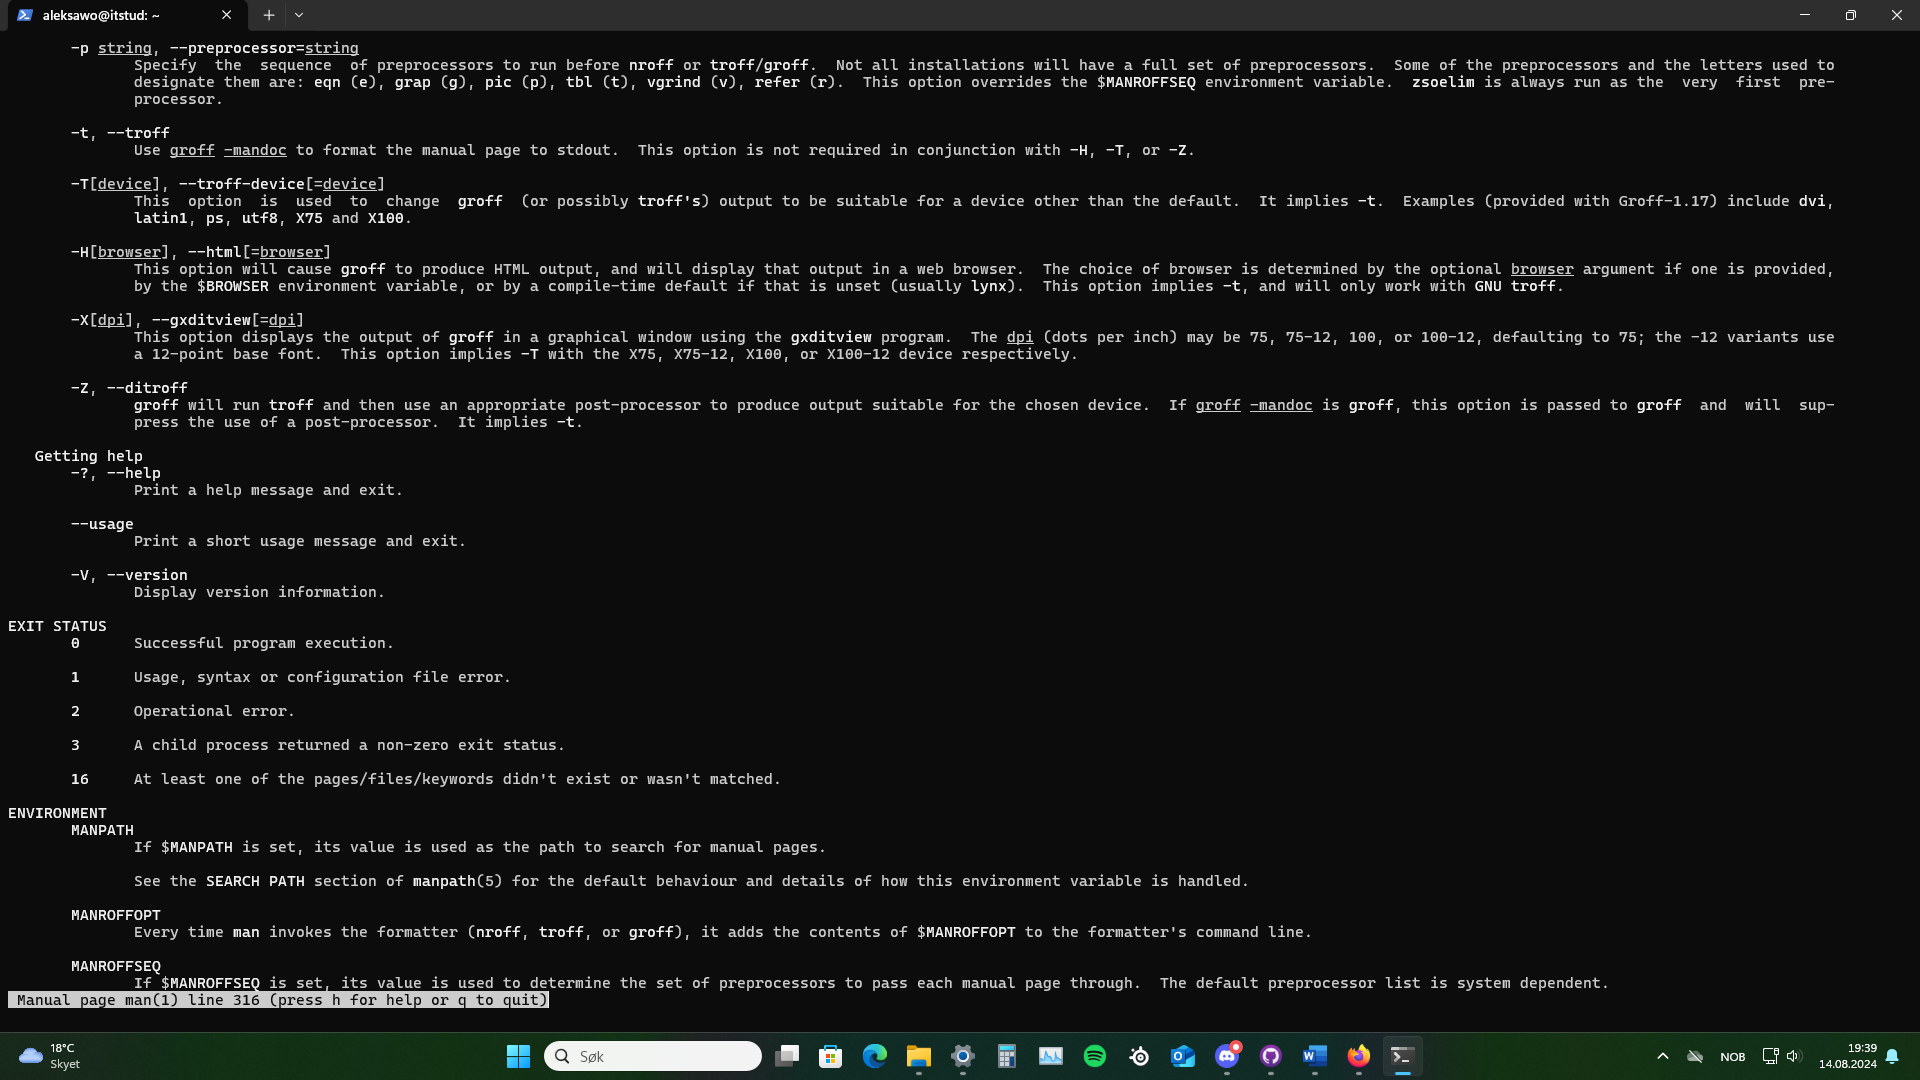 aleksawo@itstud: ~
-p string, --preprocessor=string
Specify the sequence of preprocessors to run before nroff or troff/groff. Not all installations will have a full set of preprocessors. Some of the preprocessors and the letters used to
designate them are: eqn (e), grap (g), pic (p), tbl (t), vgrind (v), refer (r). This option overrides the $MANROFFSEQ environment variable. zsoelim is always run as the very first pre-
processor.
-t, --troff
Use groff -mandoc to format the manual page to stdout. This option is not required in conjunction with -H, -T, or -Z.
-T[device], --troff-device[=device]
This option is used to change groff (or possibly troff's) output to be suitable for a device other than the default. It implies -t. Examples (provided with Groff-1.17) include dvi,
latin1, ps, utf8, X75 and X100.
-H[browser], --html[=browser]
This option will cause groff to produce HTML output, and will display that output in a web browser. The choice of browser is determined by the optional browser argument if one is provided,
by the $BROWSER environment variable, or by a compile-time default if that is unset (usually lynx). This option implies -t, and will only work with GNU troff.
-X[dpi], --gxditview[=dpi]
This option displays the output of groff in a graphical window using the gxditview program. The dpi (dots per inch) may be 75, 75-12, 100, or 100-12, defaulting to 75; the -12 variants use
a 12-point base font. This option implies -T with the X75, X75-12, X100, or X100-12 device respectively.
-Z, --ditroff
groff will run troff and then use an appropriate post-processor to produce output suitable for the chosen device. If groff -mandoc is groff, this option is passed to groff and will sup-
press the use of a post-processor. It implies -t.
Getting help
-?, --help
Print a help message and exit.
--usage
Print a short usage message and exit.
-V, --version
Display version information.
EXIT STATUS
0 Successful program execution.
1 Usage, syntax or configuration file error.
2 Operational error.
3 A child process returned a non-zero exit status.
16 At least one of the pages/files/keywords didn't exist or wasn't matched.
ENVIRONMENT
MANPATH
If $MANPATH is set, its value is used as the path to search for manual pages.
See the SEARCH PATH section of manpath(5) for the default behaviour and details of how this environment variable is handled.
MANROFFOPT
Every time man invokes the formatter (nroff, troff, or groff), it adds the contents of $MANROFFOPT to the formatter's command line.
MANROFFSEQ
If $MANROFFSEQ is set, its value is used to determine the set of preprocessors to pass each manual page through. The default preprocessor list is system dependent.
Manual page man(1) line 316 (press h for help or q to quit)
18°C
Skyet
Søk
NOB
19:39
14.08.2024